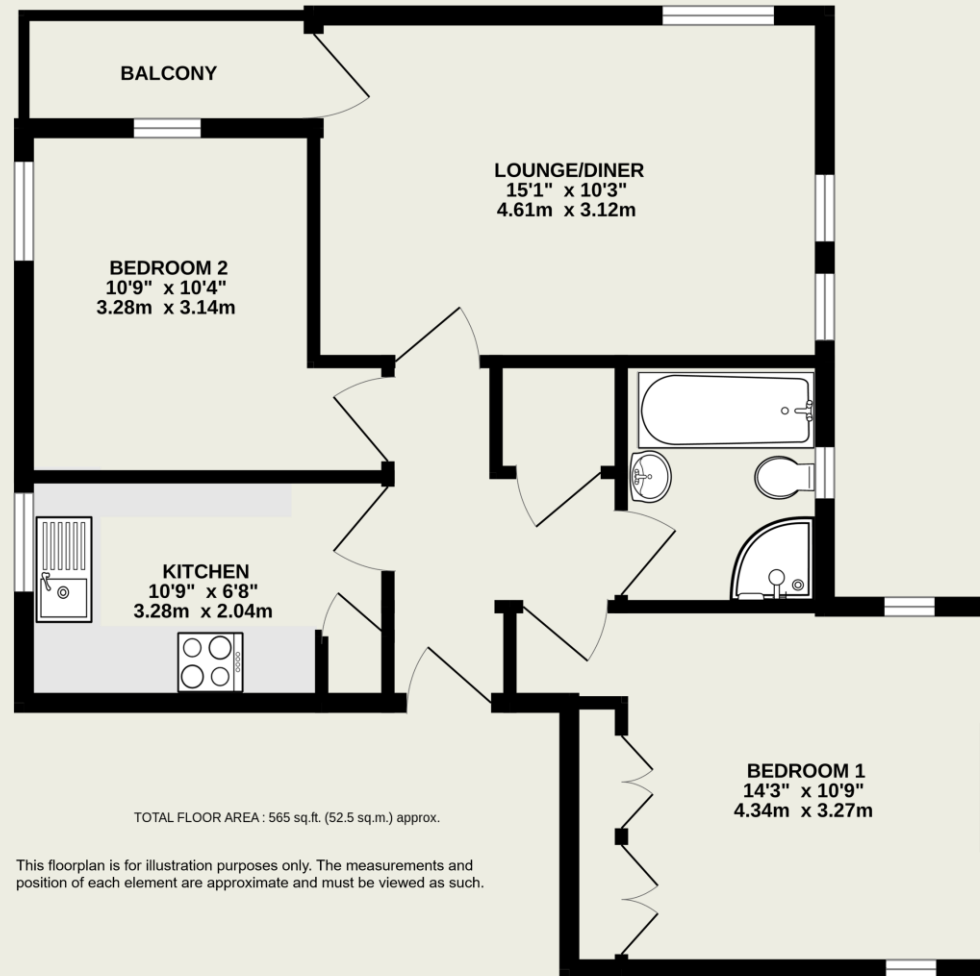 BALCONY
LOUNGE/DINER
15'1" x 10'3"
4.61m x 3.12m
BEDROOM 2
10'9" x 10'4"
3.28m x 3.14m
KITCHEN
10'9" x 6'8"
3.28m x 2.04m
BEDROOM 1
14'3" x 10'9"
4.34m x 3.27m
TOTAL FLOOR AREA : 565 sq.ft. (52.5 sq.m.) approx.
This floorplan is for illustration purposes only. The measurements and
position of each element are approximate and must be viewed as such.